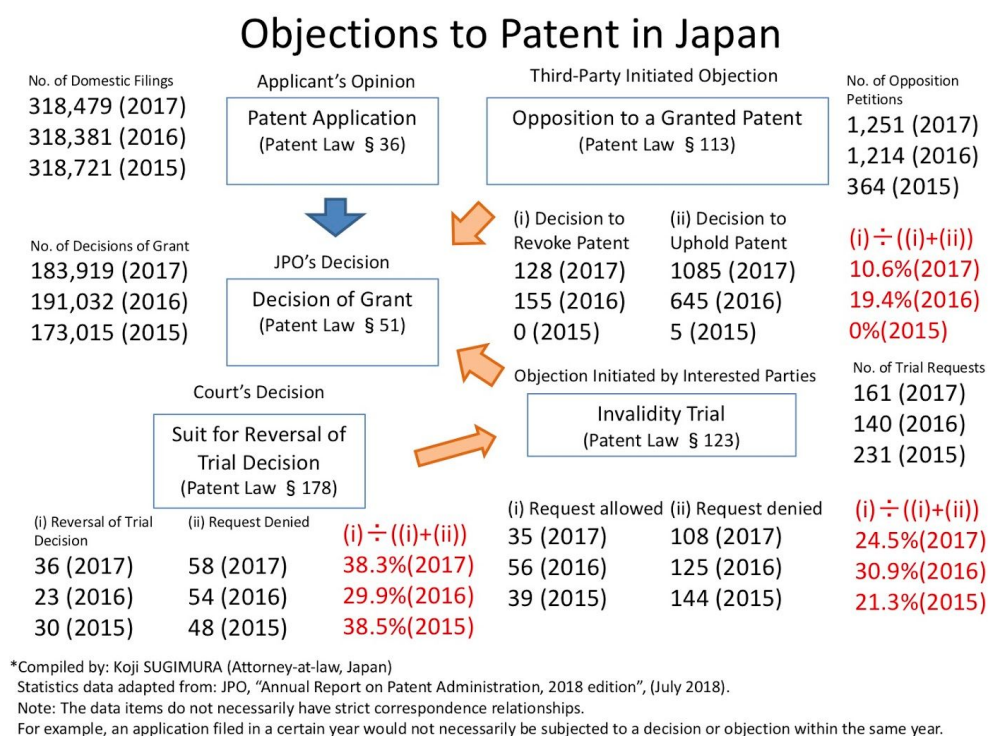 Objections to Patent in Japan
No. of Domestic Filings
318,479 (2017)
318,381 (2016)
318,721 (2015)
Applicant’s Opinion
Patent Application
(Patent Law §36)
Third-Party Initiated Objection
Opposition to a Granted Patent
(Patent Law §113)
No. of Opposition
Petitions
1,251 (2017)
1,214 (2016)
364 (2015)
No. of Decisions of Grant
183,919 (2017)
191,032 (2016)
173,015 (2015)
JPO’s Decision
Decision of Grant
(Patent Law §51)
(i) Decision to
Revoke Patent
128 (2017)
155 (2016)
0 (2015)
(ii) Decision to
Uphold Patent
1085 (2017)
645 (2016)
5 (2015)
(i)÷((i)+(ii))
10.6%(2017)
19.4%(2016)
0%(2015)
Objection Initiated by Interested Parties
Invalidity Trial
(Patent Law §123)
No. of Trial Requests
161 (2017)
140 (2016)
231 (2015)
Court’s Decision
Suit for Reversal of
Trial Decision
(Patent Law §178)
(i) Reversal of Trial
Decision
36 (2017)
23 (2016)
30 (2015)
(ii) Request Denied
58 (2017)
54 (2016)
48 (2015)
(i)÷((i)+(ii))
38.3%(2017)
29.9%(2016)
38.5%(2015)
(i) Request allowed
35 (2017)
56 (2016)
39 (2015)
(ii) Request denied
108 (2017)
125 (2016)
144 (2015)
(i)÷((i)+(ii))
24.5%(2017)
30.9%(2016)
21.3%(2015)
*Compiled by: Koji SUGIMURA (Attorney-at-law, Japan)
Statistics data adapted from: JPO, “Annual Report on Patent Administration, 2018 edition”, (July 2018).
Note: The data items do not necessarily have strict correspondence relationships.
For example, an application filed in a certain year would not necessarily be subjected to a decision or objection within the same year.